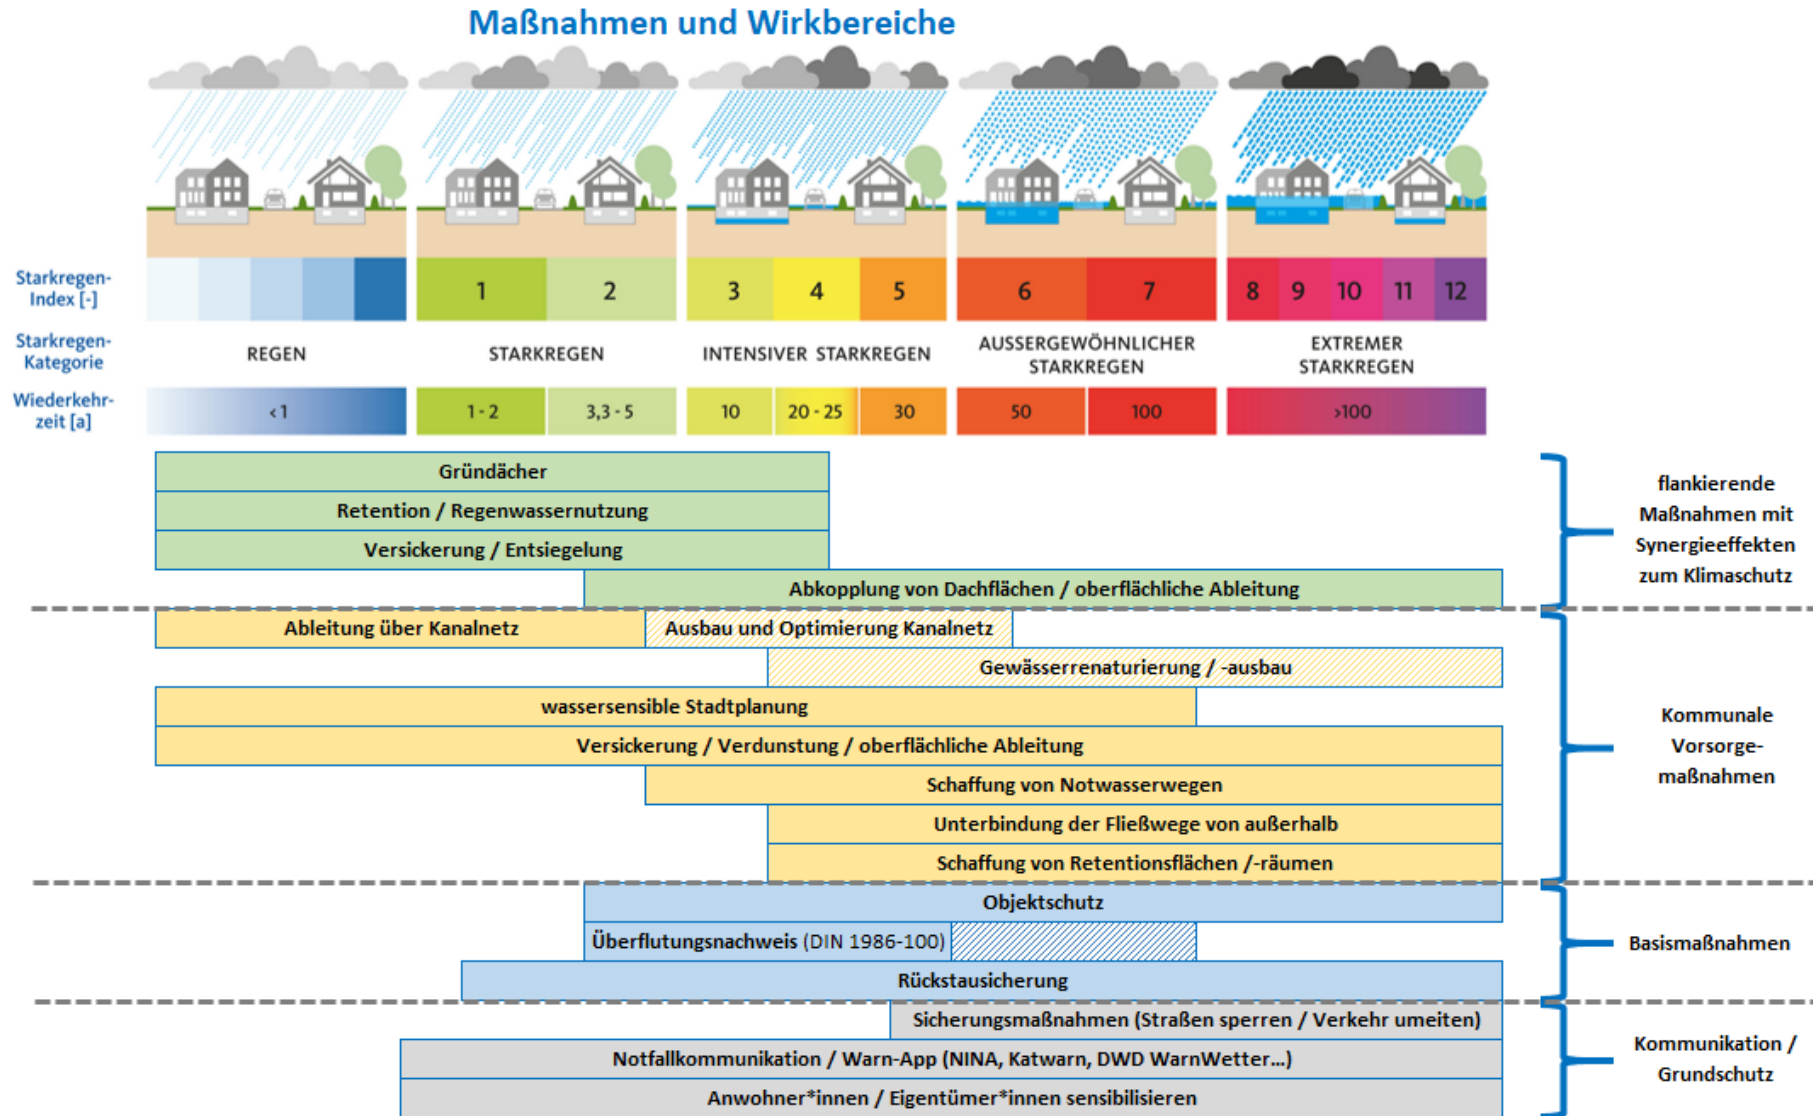 Maßnahmen und Wirkbereiche
Starkregen-
Index [-]
1 2 3 4 5 6 7 8 9 10 11 12
Starkregen-
Kategorie
REGEN
STARKREGEN
INTENSIVER STARKREGEN
AUSSERGEWÖHNLICHER
STARKREGEN
EXTREMER
STARKREGEN
Wiederkehr-
zeit [a]
<1 1 - 2 3,3 - 5 10 20 - 25 30 50 100 >100
Gründächer
Retention / Regenwassernutzung
Versickerung / Entsiegelung
Abkopplung von Dachflächen / oberflächliche Ableitung
flankierende
Maßnahmen mit
Synergieeffekten
zum Klimaschutz
Ableitung über Kanalnetz
Ausbau und Optimierung Kanalnetz
Gewässerrenaturierung / -ausbau
wassersensible Stadtplanung
Versickerung / Verdunstung / oberflächliche Ableitung
Schaffung von Notwasserwegen
Unterbindung der Fließwege von außerhalb
Schaffung von Retentionsflächen /-räumen
Kommunale
Vorsorge-
maßnahmen
Objektschutz
Überflutungsnachweis (DIN 1986-100)
Rückstausicherung
Basismaßnahmen
Sicherungsmaßnahmen (Straßen sperren / Verkehr umeiten)
Notfallkommunikation / Warn-App (NINA, Katwarn, DWD WarnWetter...)
Anwohner*innen / Eigentümer*innen sensibilisieren
Kommunikation /
Grundschutz